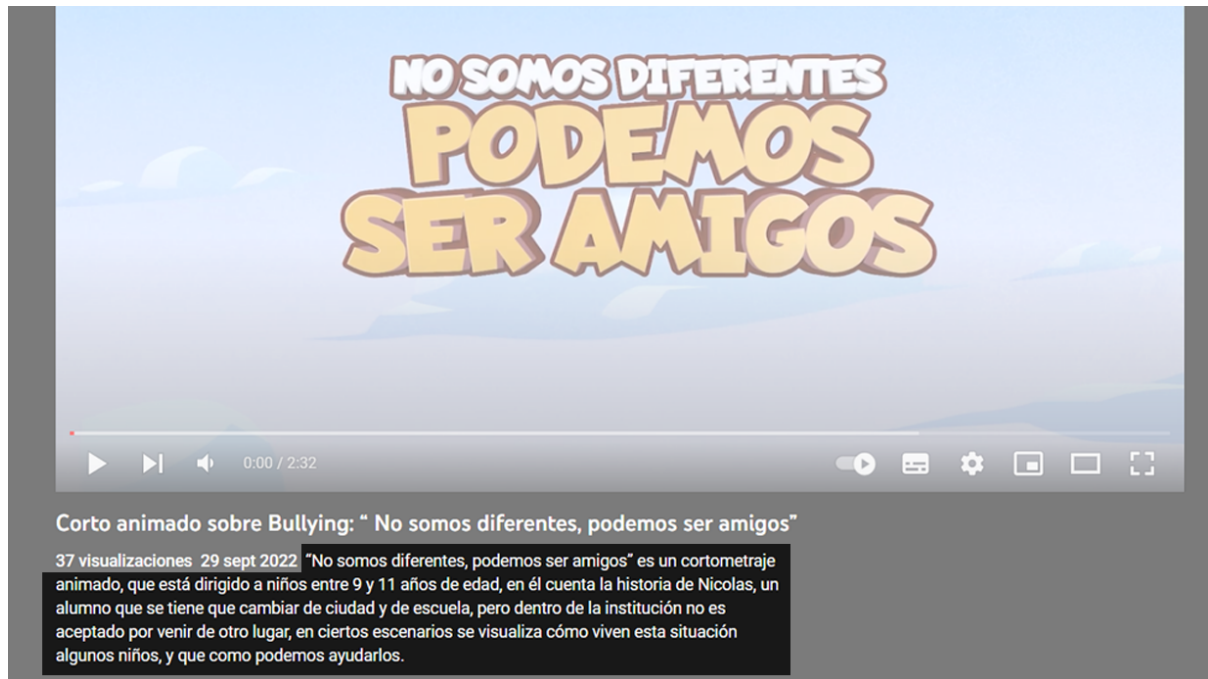 NO SOMOS DIFERENTES
PODEMOS
SER AMIGOS
0:00 / 2:32
Corto animado sobre Bullying: “ No somos diferentes, podemos ser amigos”
37 visualizaciones 29 sept 2022 “No somos diferentes, podemos ser amigos” es un cortometraje
animado, que está dirigido a niños entre 9 y 11 años de edad, en él cuenta la historia de Nicolas, un
alumno que se tiene que cambiar de ciudad y de escuela, pero dentro de la institución no es
aceptado por venir de otro lugar, en ciertos escenarios se visualiza cómo viven esta situación
algunos niños, y que como podemos ayudarlos.